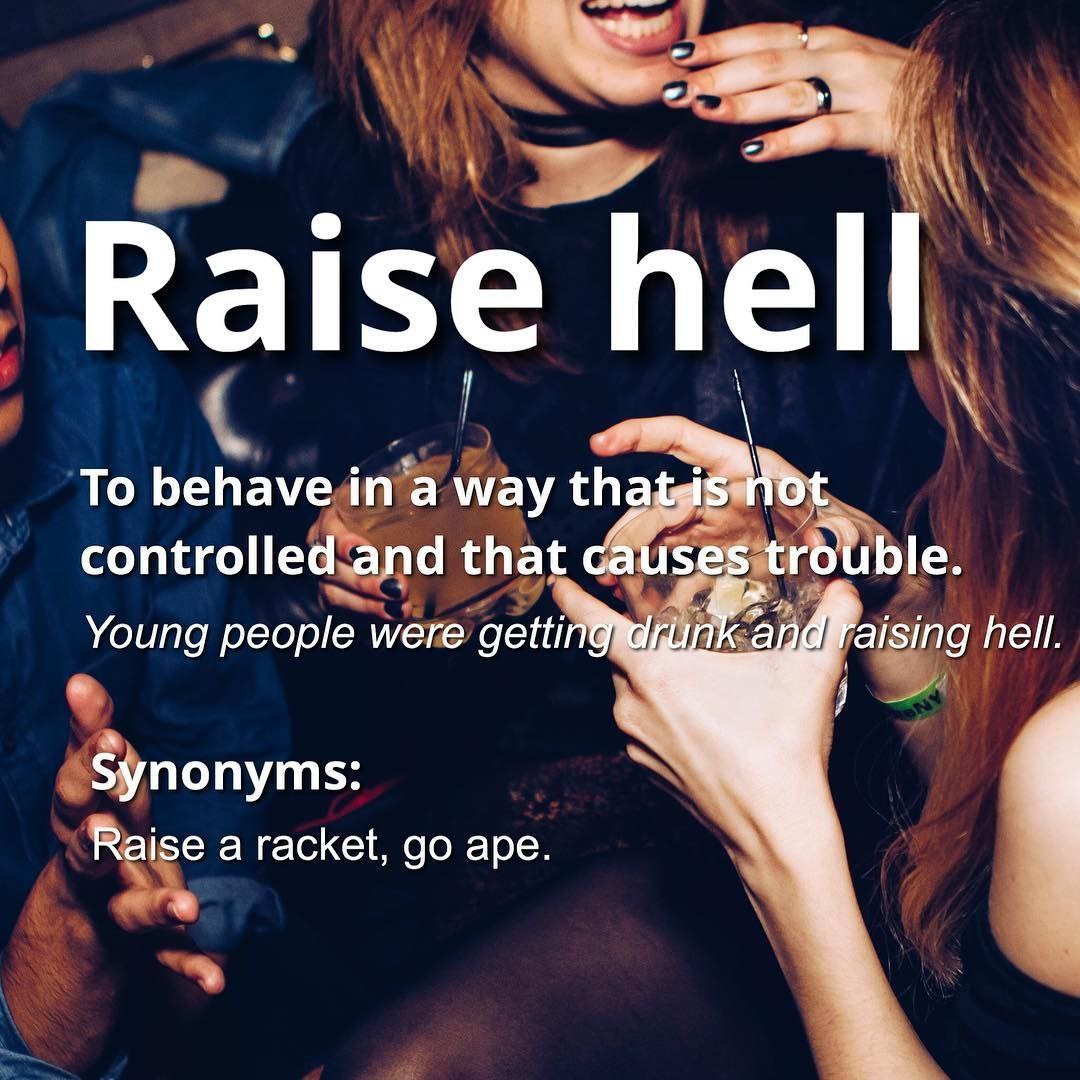 Raise hell
To behave in a way that is not
controlled and that causes trouble.
Young people were getting drunk and raising hell.
Synonyms:
Raise a racket, go ape.